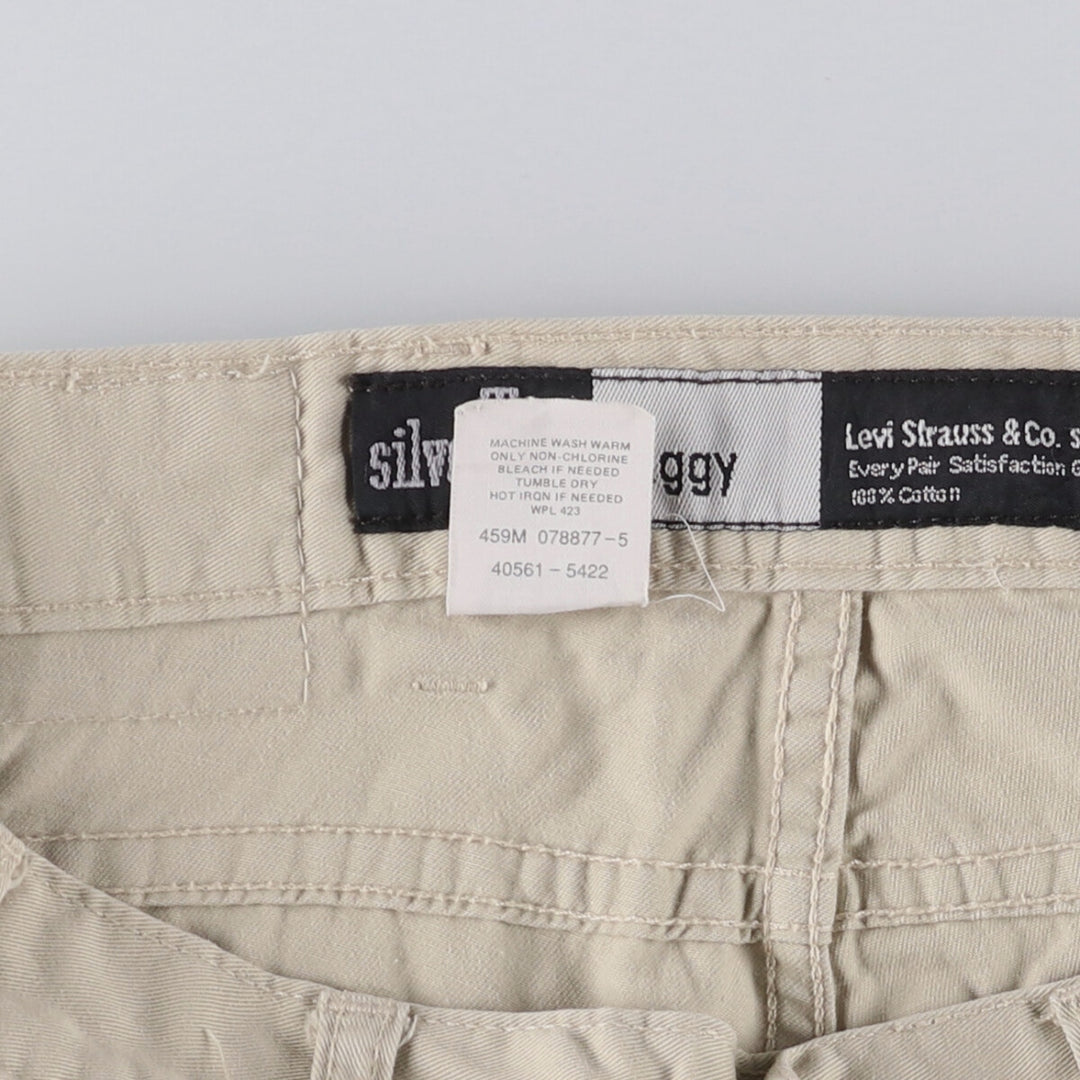 silv
ggy
Levi Strauss & Co. s
Every Pair Satisfaction G
100% Cotton
MACHINE WASH WARM
ONLY NON-CHLORINE
BLEACH IF NEEDED
TUMBLE DRY
HOT IRON IF NEEDED
WPL 423
459M 078877-5
40561-5422